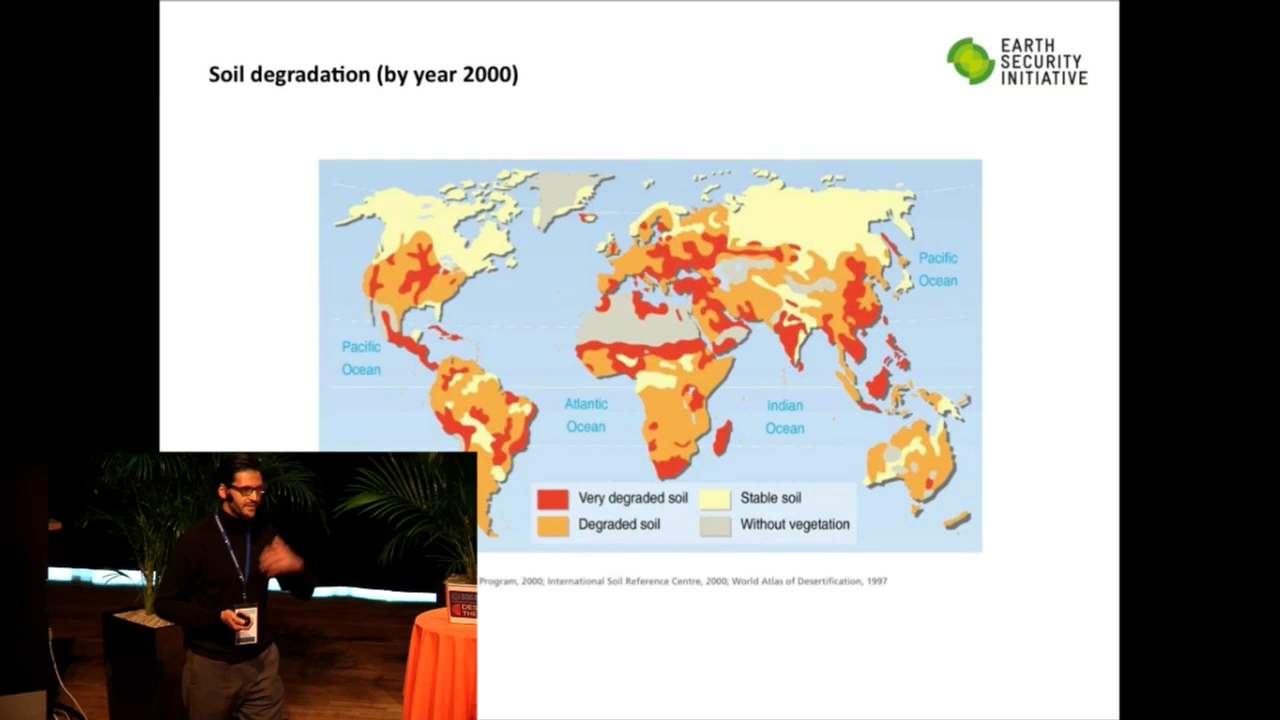 Soil degradation (by year 2000)
EARTH
SECURITY
INITIATIVE
Pacific
Ocean
Pacific
Ocean
Atlantic
Ocean
Indian
Ocean
Very degraded soil
Stable soil
Degraded soil
Without vegetation
Program, 2000; International Soil Reference Centre, 2000; World Atlas of Desertification, 1997